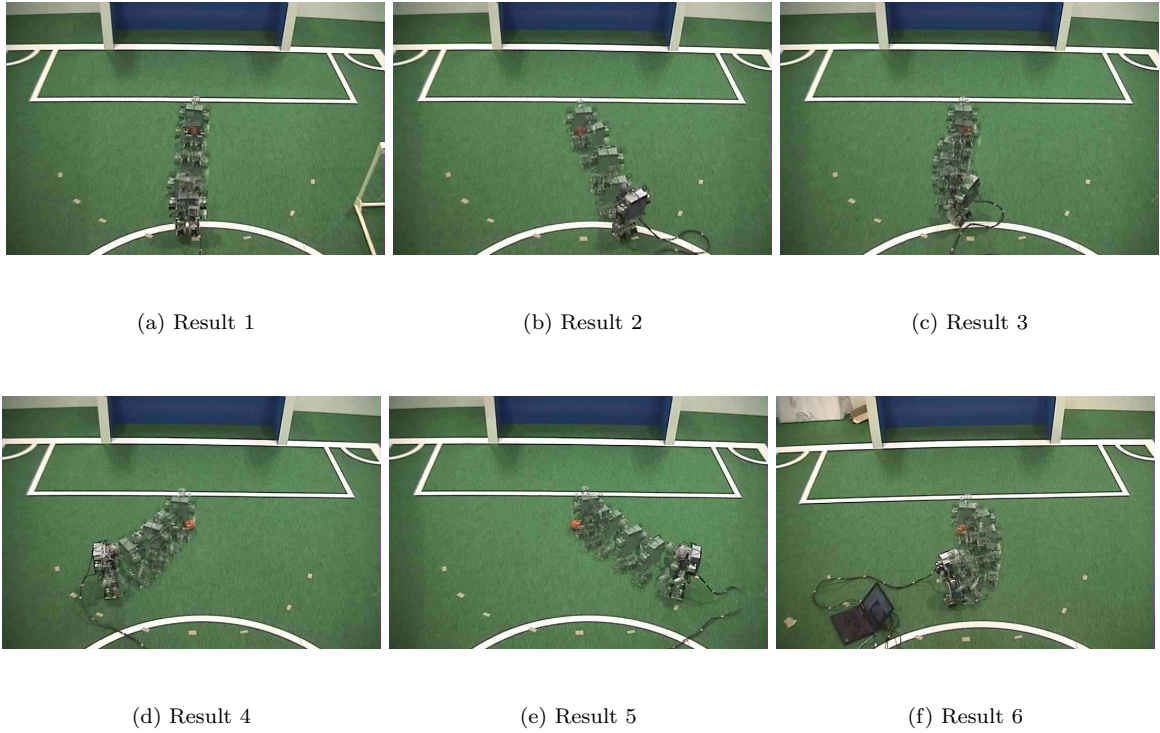 (a) Result 1
(b) Result 2
(c) Result 3
(d) Result 4
(e) Result 5
(f) Result 6